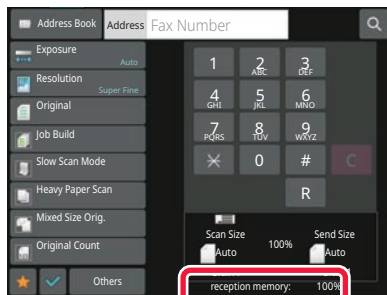 Address Book
Address
Fax Number
Exposure
Auto
Resolution
Super Fine
Original
Job Build
Slow Scan Mode
Heavy Paper Scan
Mixed Size Orig.
Original Count
Others
1
2
ABC
3
DEF
4
GHI
5
JKL
6
MNO
7
PQRS
8
TUV
9
WXYZ
0
#
C
R
Scan Size
Auto
100%
Send Size
Auto
reception memory: 100%